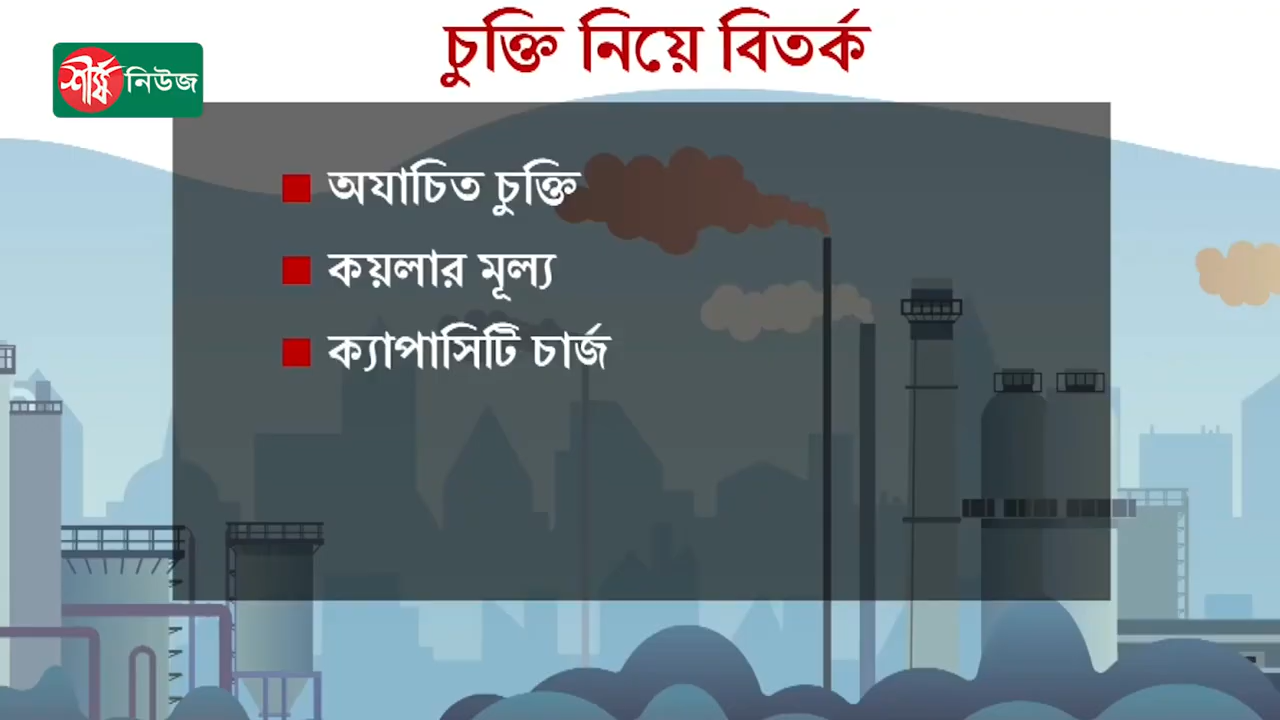 চুক্তি নিয়ে বিতর্ক
শীর্ষ নিউজ
অযাচিত চুক্তি
কয়লার মূল্য
ক্যাপাসিটি চার্জ